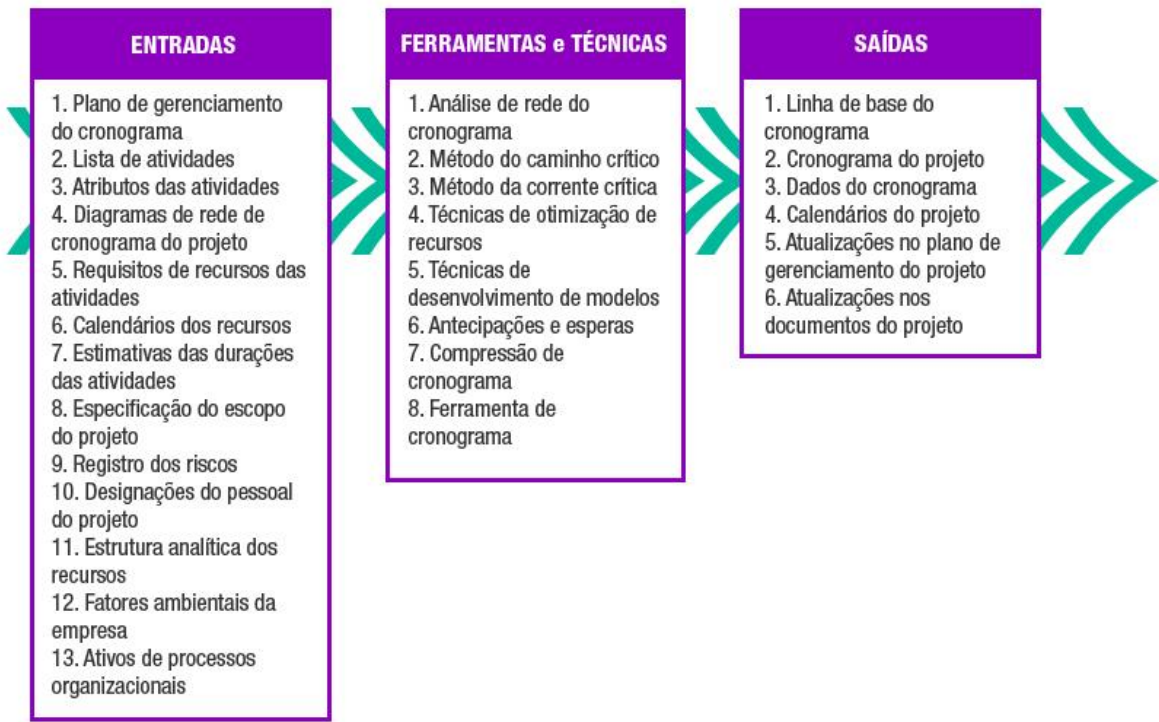 ENTRADAS
1. Plano de gerenciamento
do cronograma
2. Lista de atividades
3. Atributos das atividades
4. Diagramas de rede de
cronograma do projeto
5. Requisitos de recursos das
atividades
6. Calendários dos recursos
7. Estimativas das durações
das atividades
8. Especificação do escopo
do projeto
9. Registro dos riscos
10. Designações do pessoal
do projeto
11. Estrutura analítica dos
recursos
12. Fatores ambientais da
empresa
13. Ativos de processos
organizacionais
FERRAMENTAS e TÉCNICAS
1. Análise de rede do
cronograma
2. Método do caminho crítico
3. Método da corrente crítica
4. Técnicas de otimização de
recursos
5. Técnicas de
desenvolvimento de modelos
6. Antecipações e esperas
7. Compressão de
cronograma
8. Ferramenta de
cronograma
SAÍDAS
1. Linha de base do
cronograma
2. Cronograma do projeto
3. Dados do cronograma
4. Calendários do projeto
5. Atualizações no plano de
gerenciamento do projeto
6. Atualizações nos
documentos do projeto